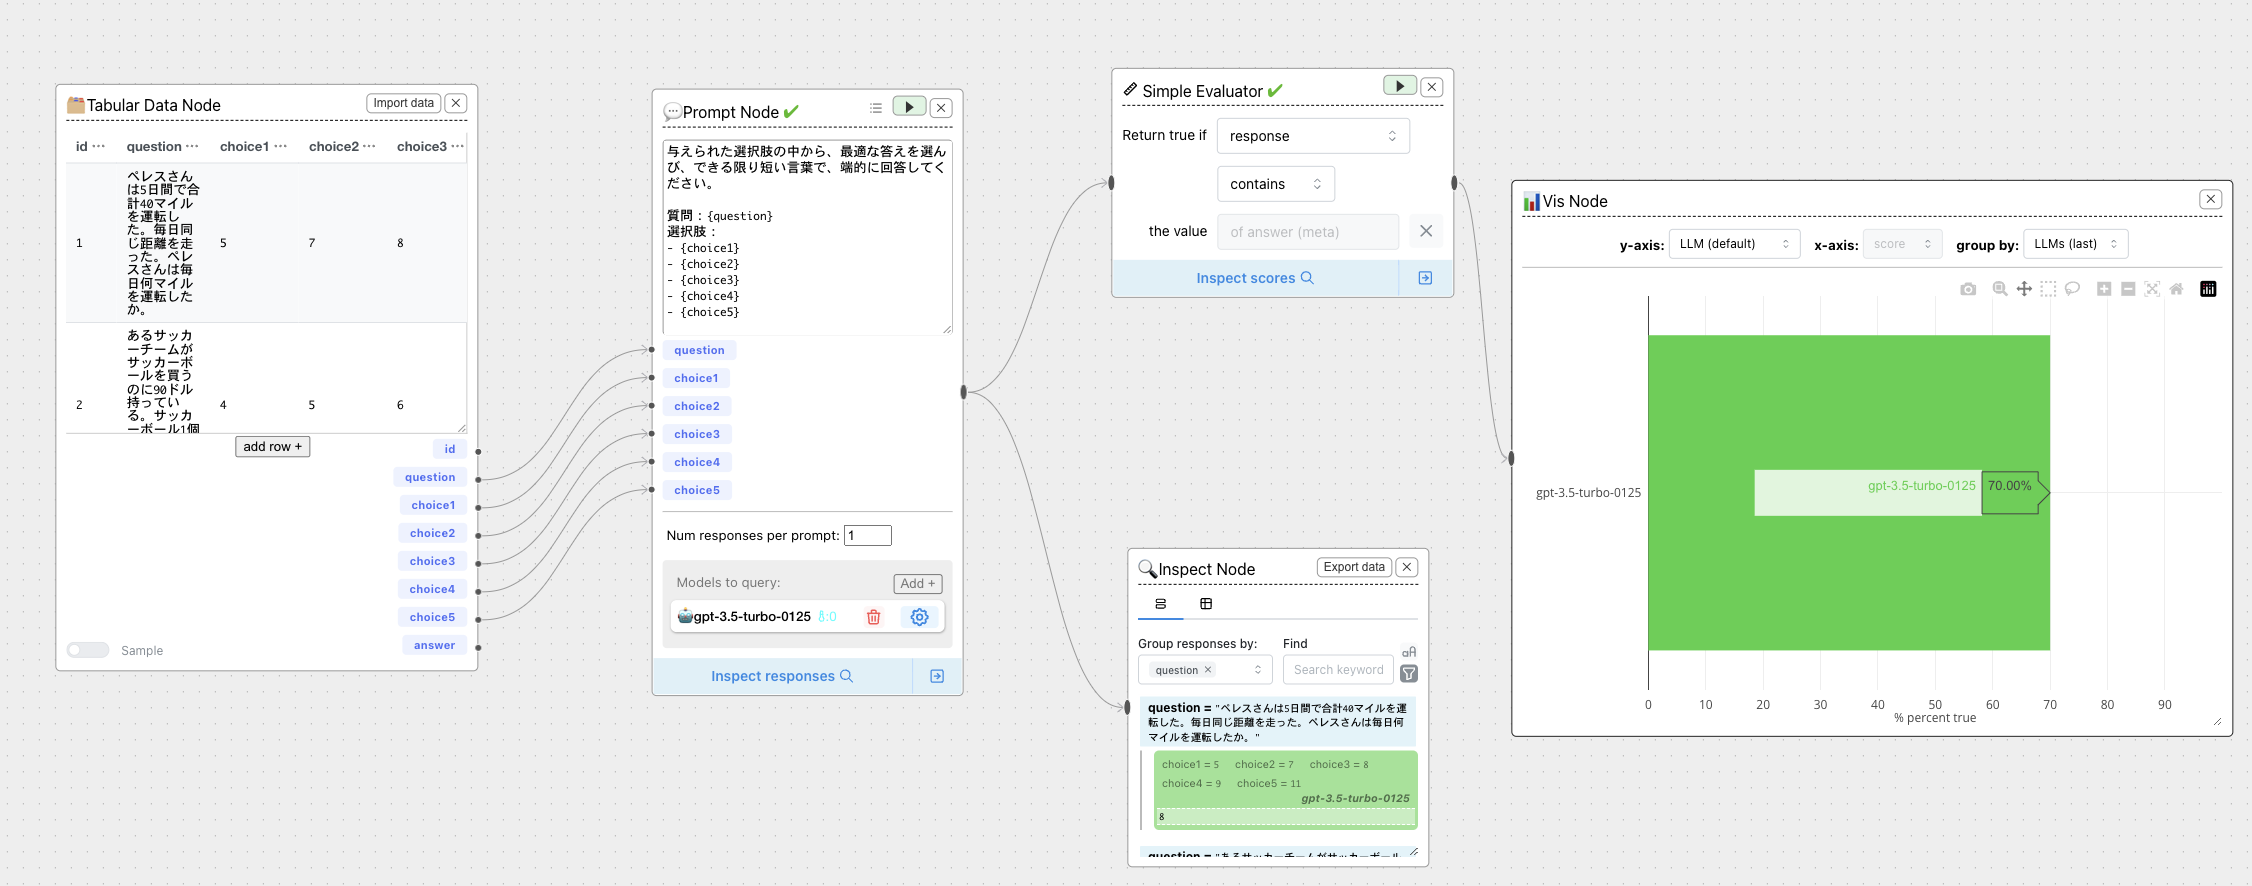 Tabular Data Node
Import data
id
question
choice1
choice2
choice3
1
ペレスさん
は5日間で合
計40マイル
を運転し
た。毎日同
じ距離を走
った。ペレ
スさんは毎
日何マイル
を運転した
か。
5
7
8
2
あるサッカ
ーチームが
サッカーボ
ールを買う
のに90ドル
持ってい
る。サッカ
ーボール1個
4
5
6
add row +
id
question
choice1
choice2
choice3
choice4
choice5
answer
Sample
Prompt Node
与えられた選択肢の中から、最適な答えを選ん
び、できる限り短い言葉で、端的に回答してく
ださい。
質問：{question}
選択肢：
- {choice1}
- {choice2}
- {choice3}
- {choice4}
- {choice5}
question
choice1
choice2
choice3
choice4
choice5
Num responses per prompt: 1
Models to query:
Add +
gpt-3.5-turbo-0125
:0
Inspect responses
Simple Evaluator
Return true if
response
contains
the value
of answer (meta)
Inspect scores
Inspect Node
Export data
Group responses by:
Find
question
Search keyword
question = "ペレスさんは5日間で合計40マイルを運
転した。毎日同じ距離を走った。ペレスさんは毎日何
マイルを運転したか。"
choice1 = 5 choice2 = 7 choice3 = 8
choice4 = 9 choice5 = 11
gpt-3.5-turbo-0125
8
question = "あるサッカーチームがサッカーボール
Vis Node
y-axis: LLM (default) x-axis: score group by: LLMs (last)
gpt-3.5-turbo-0125
gpt-3.5-turbo-0125
70.00%
0 10 20 30 40 50 60 70 80 90
% percent true